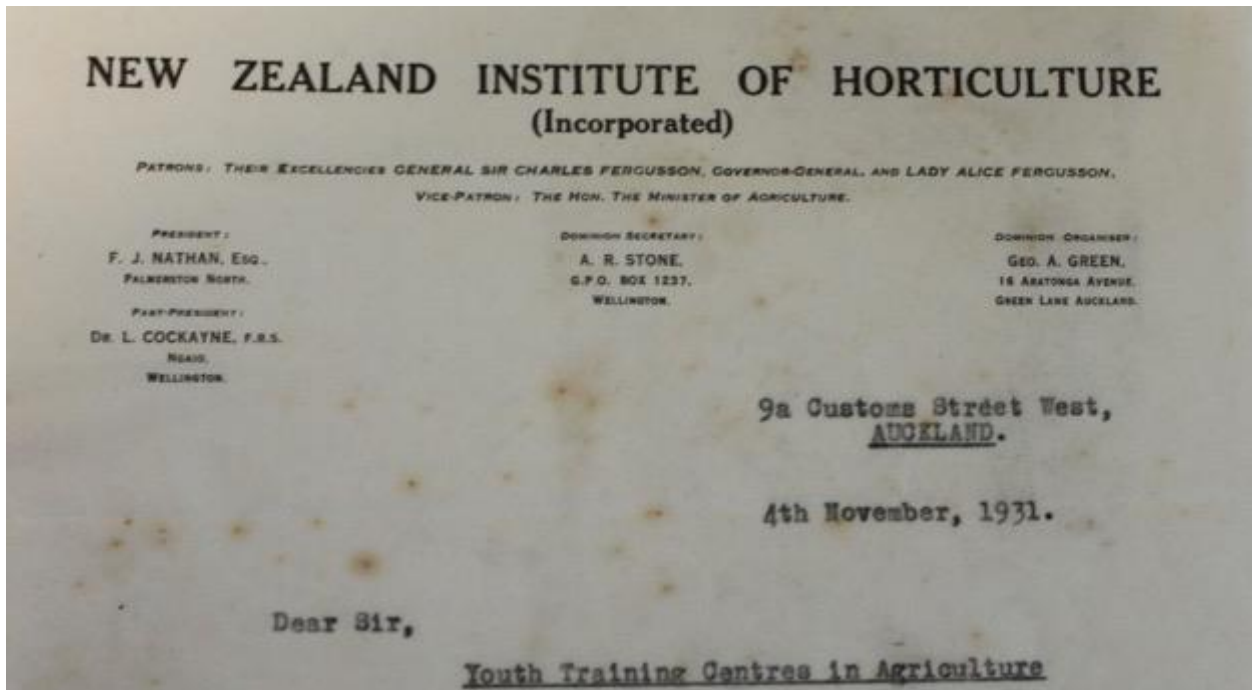 NEW ZEALAND INSTITUTE OF HORTICULTURE
(Incorporated)
PATRONS: THEIR EXCELLENCIES GENERAL SIR CHARLES FERGUSSON, GOVERNOR-GENERAL, AND LADY ALICE FERGUSSON.
VICE-PATRON: THE HON. THE MINISTER OF AGRICULTURE.
PRESIDENT:
F. J. NATHAN, ESQ.,
PALMERSTON NORTH.
PAST-PRESIDENT:
DR. L. COCKAYNE, F.R.S.
NGAIO,
WELLINGTON.
DOMINION SECRETARY:
A. R. STONE,
G.P.O. BOX 1237,
WELLINGTON.
DOMINION ORGANISER:
GEO. A. GREEN,
16 ARATONGA AVENUE,
GREEN LANE AUCKLAND.
9a Customs Street West,
AUCKLAND.
4th November, 1931.
Dear Sir,
Youth Training Centres in Agriculture